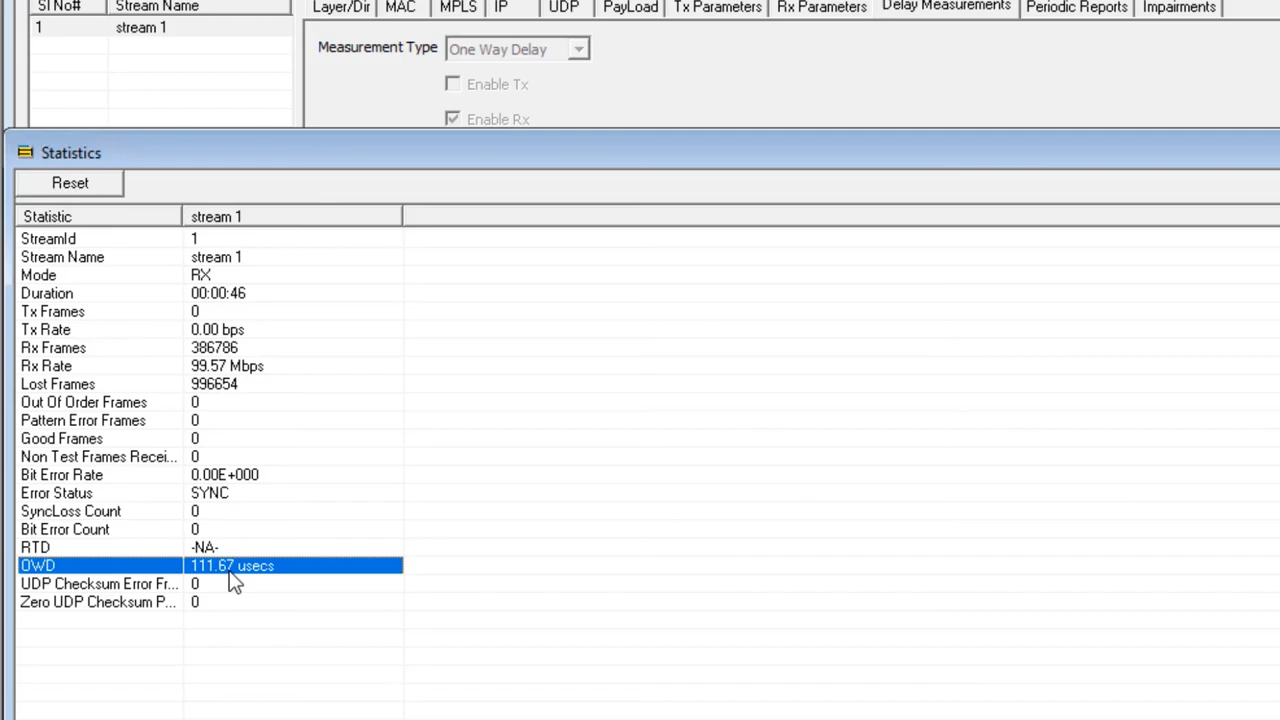 Sl No# Stream Name Layer/Dir MAC MPLS IP UDP PayLoad Tx Parameters Rx Parameters Delay Measurements Periodic Reports Impairments
1 stream 1
Measurement Type One Way Delay
Enable Tx
Enable Rx
Statistics
Reset
Statistic stream 1
StreamId 1
Stream Name stream 1
Mode RX
Duration 00:00:46
Tx Frames 0
Tx Rate 0.00 bps
Rx Frames 386786
Rx Rate 99.57 Mbps
Lost Frames 996654
Out Of Order Frames 0
Pattern Error Frames 0
Good Frames 0
Non Test Frames Recei... 0
Bit Error Rate 0.00E+000
Error Status SYNC
SyncLoss Count 0
Bit Error Count 0
RTD -NA-
OWD 111.67 usecs
UDP Checksum Error Fr... 0
Zero UDP Checksum P... 0